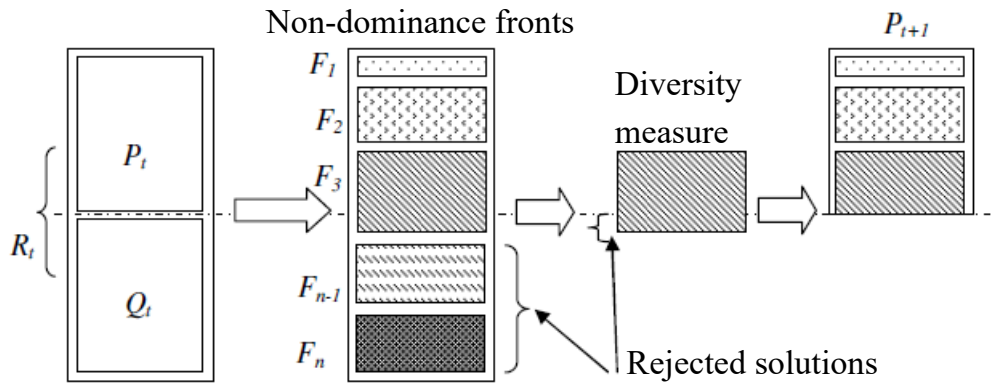 Non-dominance fronts
P_{t+1}
F_1
Diversity
measure
F_2
P_t
F_3
R_t
Q_t
F_{n-1}
F_n
Rejected solutions